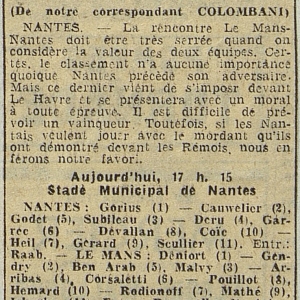 (De notre correspondant COLOMBANI)
NANTES. — La rencontre Le Mans-
Nantes doit être très serrée quand on
considère la valeur des deux équipes. Cer-
tes, le classement n'a aucune importance
quoique Nantes précède son adversaire.
Mais ce dernier vient de s'imposr devant
Le Havre et se présentera avec un moral
à toute épreuve. Il est difficile de pré-
voir un vainqueur. Toutefois, si les Nan-
tais veulent jouer avec le mordant qu'ils
ont démontré devant les Rémois, nous en
ferons notre favori.
Aujourd'hui, 17 h. 15
Stade Municipal de Nantes
NANTES : Gorius (1) — Cauwelier (2),
Godet (5), Subileau (3) — Deru (4), Gar-
rec (6) — Devallan (8), Coïc (10)
Heil (7), Gérard (9), Scullier (11). Entr.:
Raab. — LE MANS : Déniort (1) — Gen-
dry (2), Ben Arab (5), Malvy (3) — Ar-
ribas (4), Corsaletti (6) — Pouillot (8),
Hemard (10) — Rodionoff (7), Mathé (9),